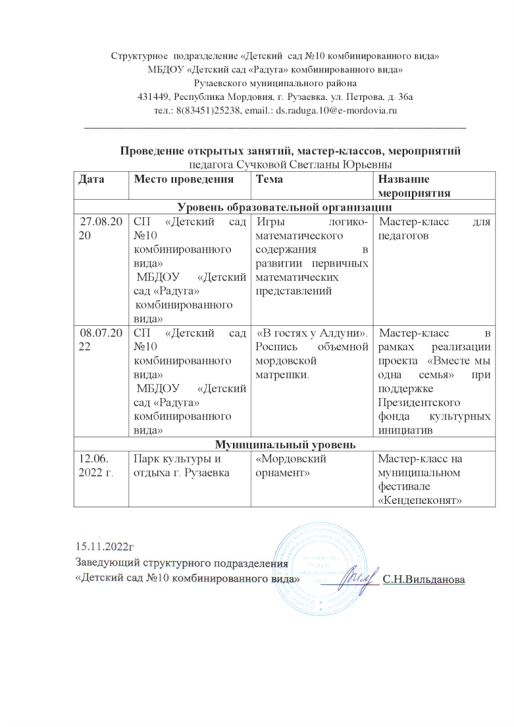 Структурное подразделение «Детский сад №10 комбинированного вида»
МБДОУ «Детский сад «Радуга» комбинированного вида»
Рузаевского муниципального района
431449, Республика Мордовия, г. Рузаевка, ул. Петрова, д. 36а
тел.: 8(83451)25238, email.: ds.raduga.10@e-mordovia.ru
Проведение открытых занятий, мастер-классов, мероприятий
педагога Сучковой Светланы Юрьевны
Дата Место проведения Тема Название
мероприятия
Уровень образовательной организации
27.08.20
20
СП «Детский сад
№10
комбинированного
вида»
МБДОУ «Детский
сад «Радуга»
комбинированного
вида»
Игры логико-
математического
содержания в
развитии первичных
математических
представлений
Мастер-класс для
педагогов
08.07.20
22
СП «Детский сад
№10
комбинированного
вида»
МБДОУ «Детский
сад «Радуга»
комбинированного
вида»
«В гостях у Алдуни».
Роспись объемной
мордовской
матрешки.
Мастер-класс в
рамках реализации
проекта «Вместе мы
одна семья» при
поддержке
Президентского
фонда культурных
инициатив
Муниципальный уровень
12.06.
2022 г.
Парк культуры и
отдыха г. Рузаевка
«Мордовский
орнамент»
Мастер-класс на
муниципальном
фестивале
«Кендепеконят»
15.11.2022г
Заведующий структурного подразделения
«Детский сад №10 комбинированного вида» С.Н.Вильданова